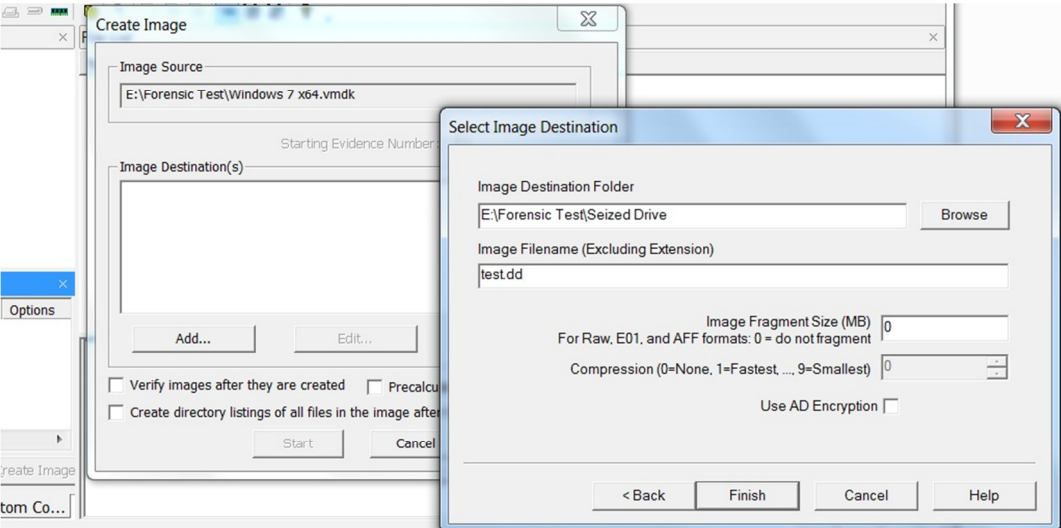 Create Image
Image Source
E:\Forensic Test\Windows 7 x64.vmdk
Starting Evidence Number:
Image Destination(s)
Add...
Edit...
Verify images after they are created
Precalcu
Create directory listings of all files in the image after
Start
Cancel
Options
Create Image
tom Co...
Select Image Destination
Image Destination Folder
E:\Forensic Test\Seized Drive
Browse
Image Filename (Excluding Extension)
test.dd
Image Fragment Size (MB)
0
For Raw, E01, and AFF formats: 0 = do not fragment
Compression (0=None, 1=Fastest, ..., 9=Smallest)
0
Use AD Encryption
< Back
Finish
Cancel
Help